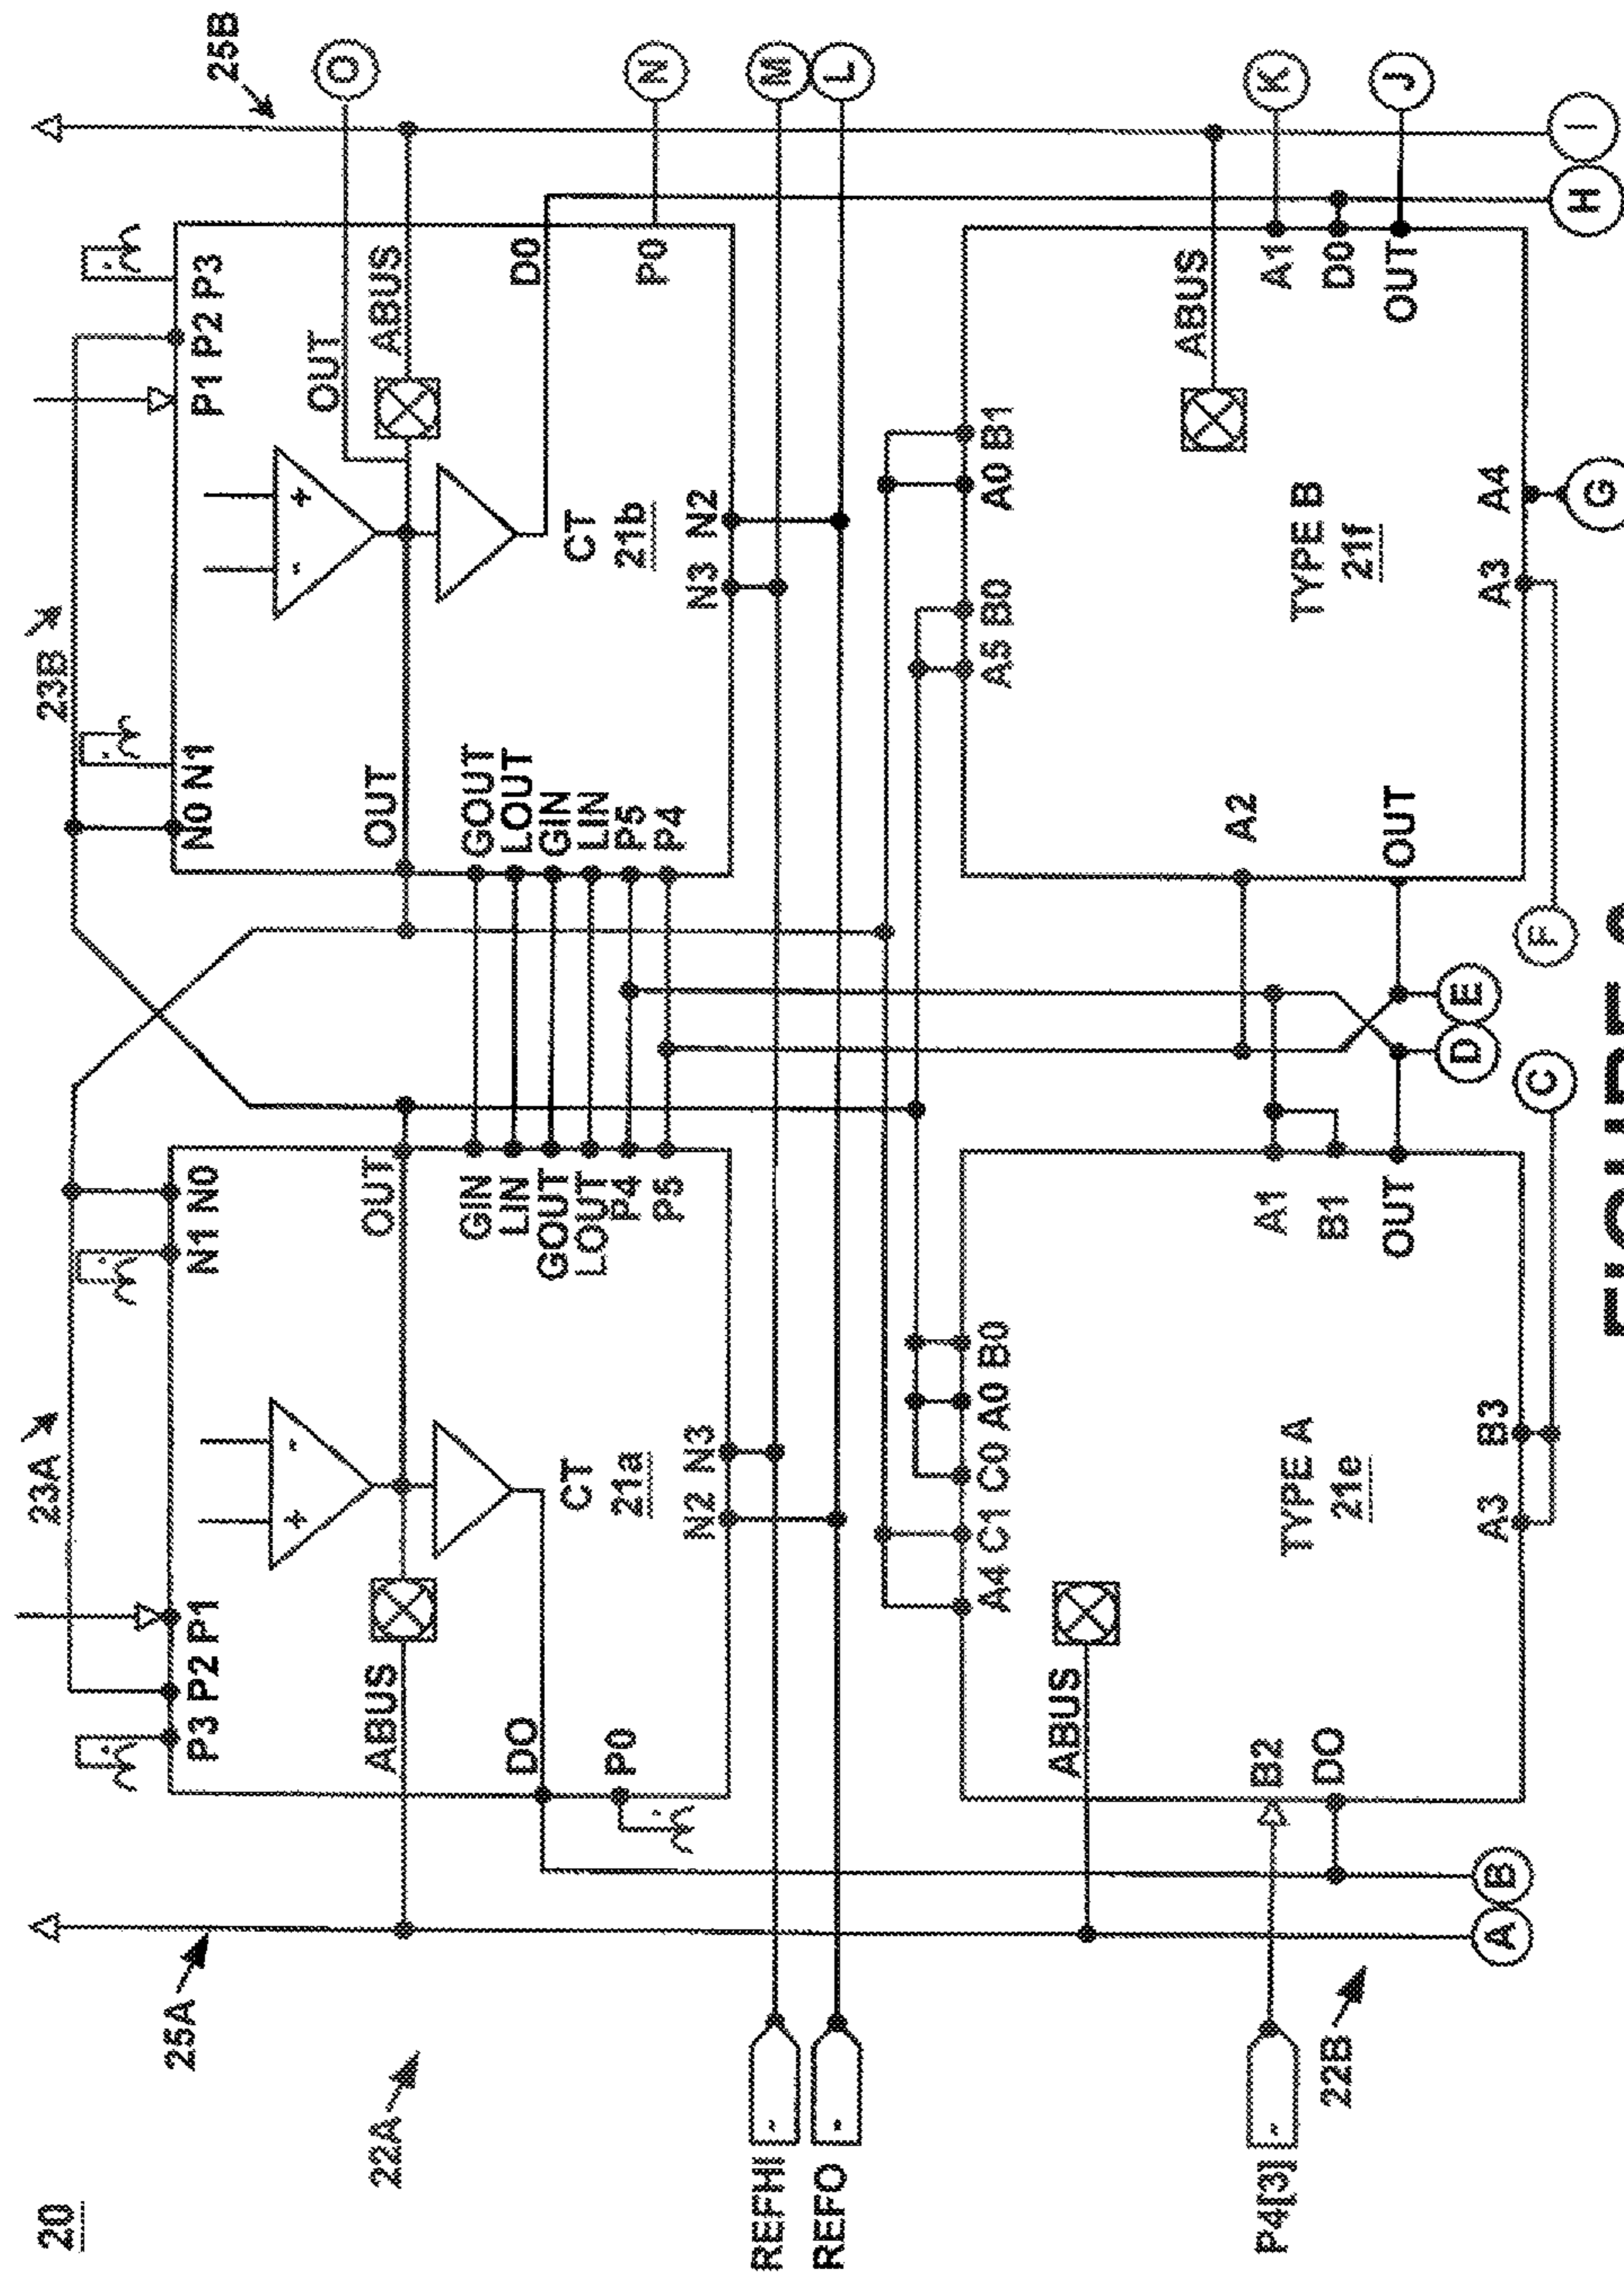 20
25A
22A
23A
23B
25B
P3 P2 P1
N1 N0
N0 N1
P1 P2 P3
+
-
-
+
ABUS
OUT
OUT
OUT
ABUS
O
DO
P0
CT
21a
GIN
LIN
GOUT
LOUT
P4
P5
GOUT
LOUT
GIN
LIN
P5
P4
CT
21b
D0
P0
N
N2 N3
N3 N2
REFHI
M
REFO
L
A4 C1 C0 A0 B0
A5 B0
A0 B1
ABUS
ABUS
P4[3]
B2
DO
TYPE A
21e
A1
B1
OUT
A2
OUT
TYPE B
21f
A1
D0
OUT
K
J
22B
A3
B3
A3
A4
A
B
C
D
E
F
G
H
I